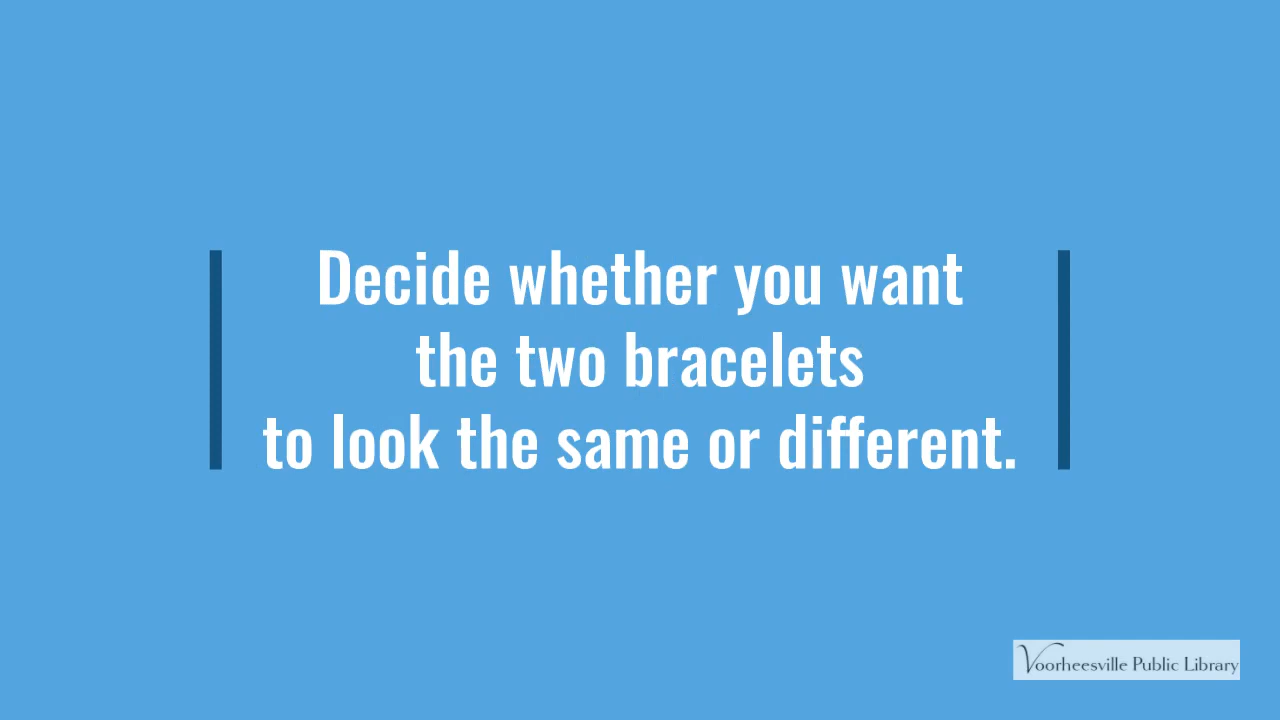 Decide whether you want
the two bracelets
to look the same or different.
Voorheesville Public Library